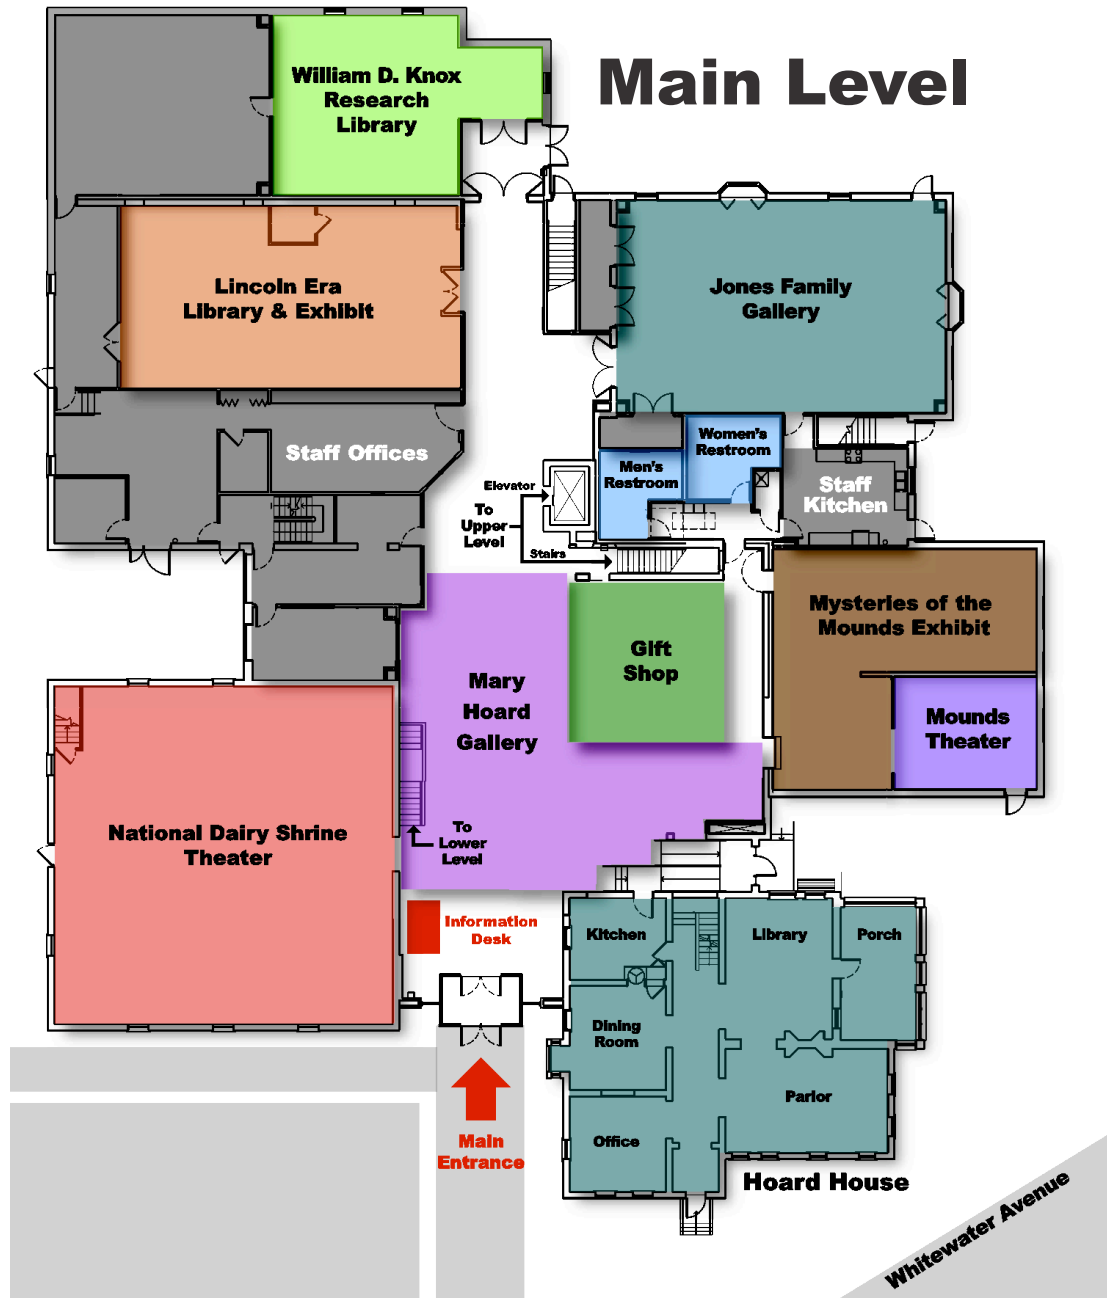 Main Level
William D. Knox
Research
Library
Lincoln Era
Library & Exhibit
Jones Family
Gallery
Staff Offices
Women's
Restroom
Men's
Restroom
Staff
Kitchen
Elevator
To
Upper
Level
Stairs
Mysteries of the
Mounds Exhibit
Gift
Shop
Mary
Hoard
Gallery
Mounds
Theater
National Dairy Shrine
Theater
To
Lower
Level
Information
Desk
Kitchen
Library
Porch
Dining
Room
Parlor
Office
Main
Entrance
Hoard House
Whitewater Avenue